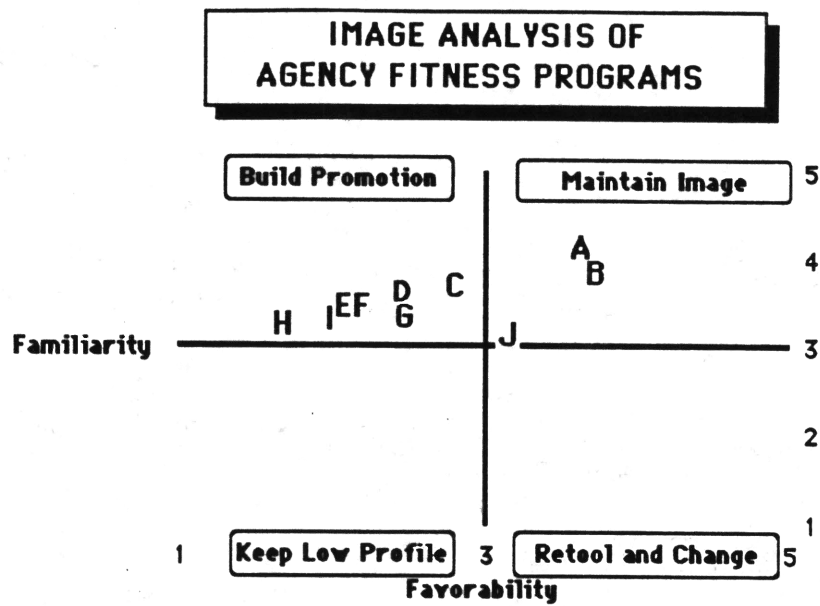 IMAGE ANALYSIS OF
AGENCY FITNESS PROGRAMS
Build Promotion
Maintain Image
5
A
4
B
C
D
EF
G
I
H
J
Familiarity
3
2
1
1
Keep Low Profile
3
Retool and Change
5
Favorability